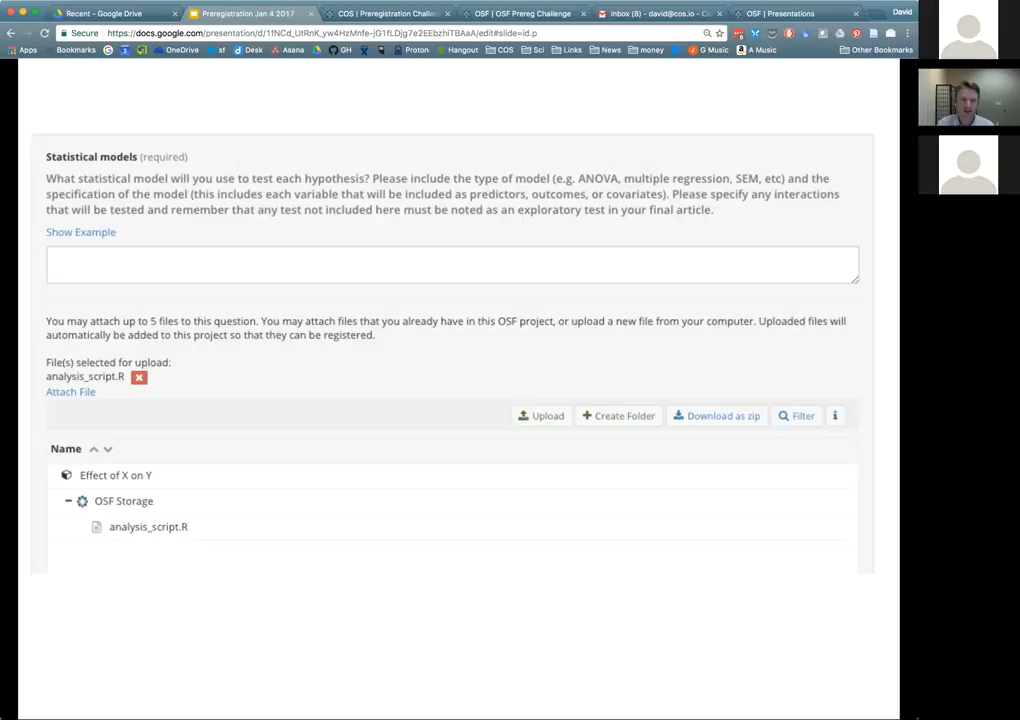 Recent - Google Drive
Preregistration Jan 4 2017
COS | Preregistration Challen
OSF | OSF Prereg Challenge
Inbox (8) - david@cos.io - Ce
OSF | Presentations
David
Secure
https://docs.google.com/presentation/d/1fNCd_UtRnK_yw4HzMnfe-jG1fLDjg7e2EEbzhiTBAaA/edit#slide=id.p
Apps
Bookmarks
OneDrive
sf
Desk
Asana
GH
Proton
Hangout
COS
Sci
Links
News
money
G Music
A Music
Other Bookmarks
Statistical models (required)
What statistical model will you use to test each hypothesis? Please include the type of model (e.g. ANOVA, multiple regression, SEM, etc) and the
specification of the model (this includes each variable that will be included as predictors, outcomes, or covariates). Please specify any interactions
that will be tested and remember that any test not included here must be noted as an exploratory test in your final article.
Show Example
You may attach up to 5 files to this question. You may attach files that you already have in this OSF project, or upload a new file from your computer. Uploaded files will
automatically be added to this project so that they can be registered.
File(s) selected for upload:
analysis_script.R
Attach File
Upload
Create Folder
Download as zip
Filter
Name
Effect of X on Y
OSF Storage
analysis_script.R